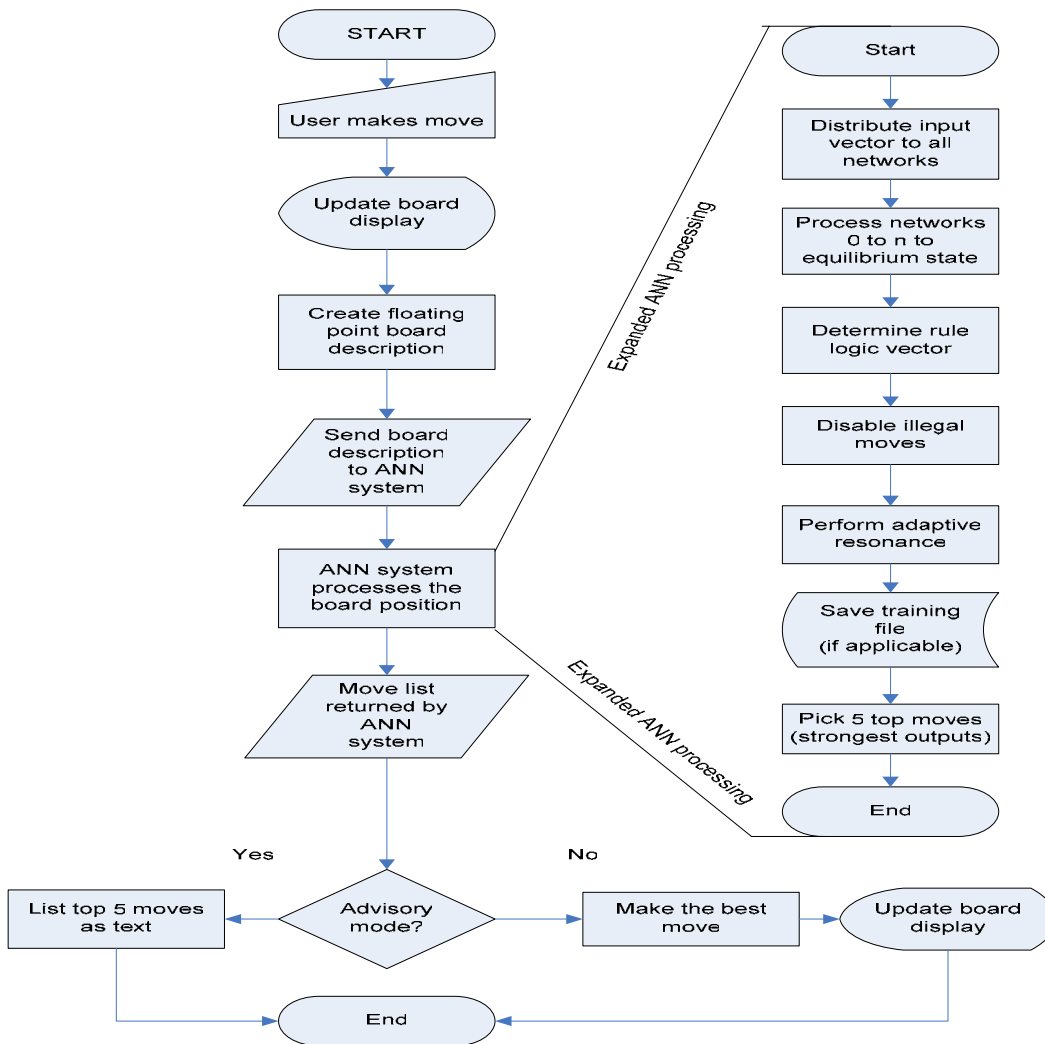 START
User makes move
Update board
display
Create floating
point board
description
Send board
description
to ANN
system
ANN system
processes the
board position
Move list
returned by
ANN
system
Yes
No
Advisory
mode?
List top 5 moves
as text
Make the best
move
Update board
display
End
Expanded ANN processing
Expanded ANN processing
Start
Distribute input
vector to all
networks
Process networks
0 to n to
equilibrium state
Determine rule
logic vector
Disable illegal
moves
Perform adaptive
resonance
Save training
file
(if applicable)
Pick 5 top moves
(strongest outputs)
End